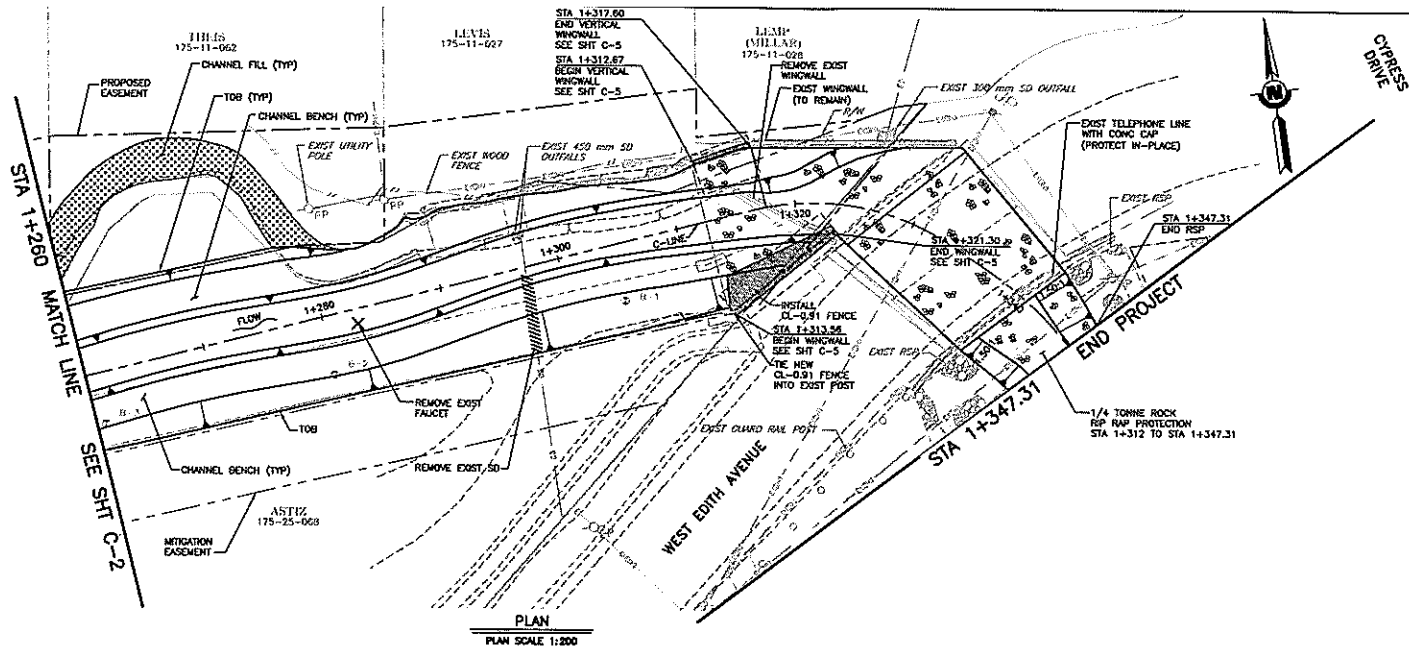 THEIS
175-11-062
CHANNEL FILL (TYP)
PROPOSED
EASEMENT
TOB (TYP)
CHANNEL BENCH (TYP)
LEVIS
175-11-027
STA 1+317.60
END VERTICAL
WINGWALL
SEE SHT C-5
STA 1+312.67
BEGIN VERTICAL
WINGWALL
SEE SHT C-5
LEMP
(MILLAR)
175-11-028
REMOVE EXIST
WINGWALL
EXIST WINGWALL
(TO REMAIN)
EXIST 300 mm SD OUTFALL
R/W
CYPRESS
DRIVE
N
EXIST TELEPHONE LINE
WITH CONC CAP
(PROTECT IN-PLACE)
EXIST UTILITY
POLE
PP
PP
EXIST WOOD
FENCE
EXIST 450 mm SD
OUTFALLS
STA 1+260 MATCH LINE SEE SHT C-2
FLOW
1+280
1+300
C-LINE
1+320
EXIST RSP
STA 1+347.31
END RSP
STA 1+321.30
END WINGWALL
SEE SHT C-5
B-1
INSTALL
CL-0.91 FENCE
STA 1+313.56
BEGIN WINGWALL
SEE SHT C-5
TIE NEW
CL-0.91 FENCE
INTO EXIST POST
EXIST RSP
STA 1+347.31 END PROJECT
1/4 TONNE ROCK
RIP RAP PROTECTION
STA 1+312 TO STA 1+347.31
REMOVE EXIST
FAUCET
TOB
REMOVE EXIST SD
CHANNEL BENCH (TYP)
EXIST GUARD RAIL POST
WEST EDITH AVENUE
ASTIZ
MITIGATION
EASEMENT
PLAN
PLAN SCALE 1:200